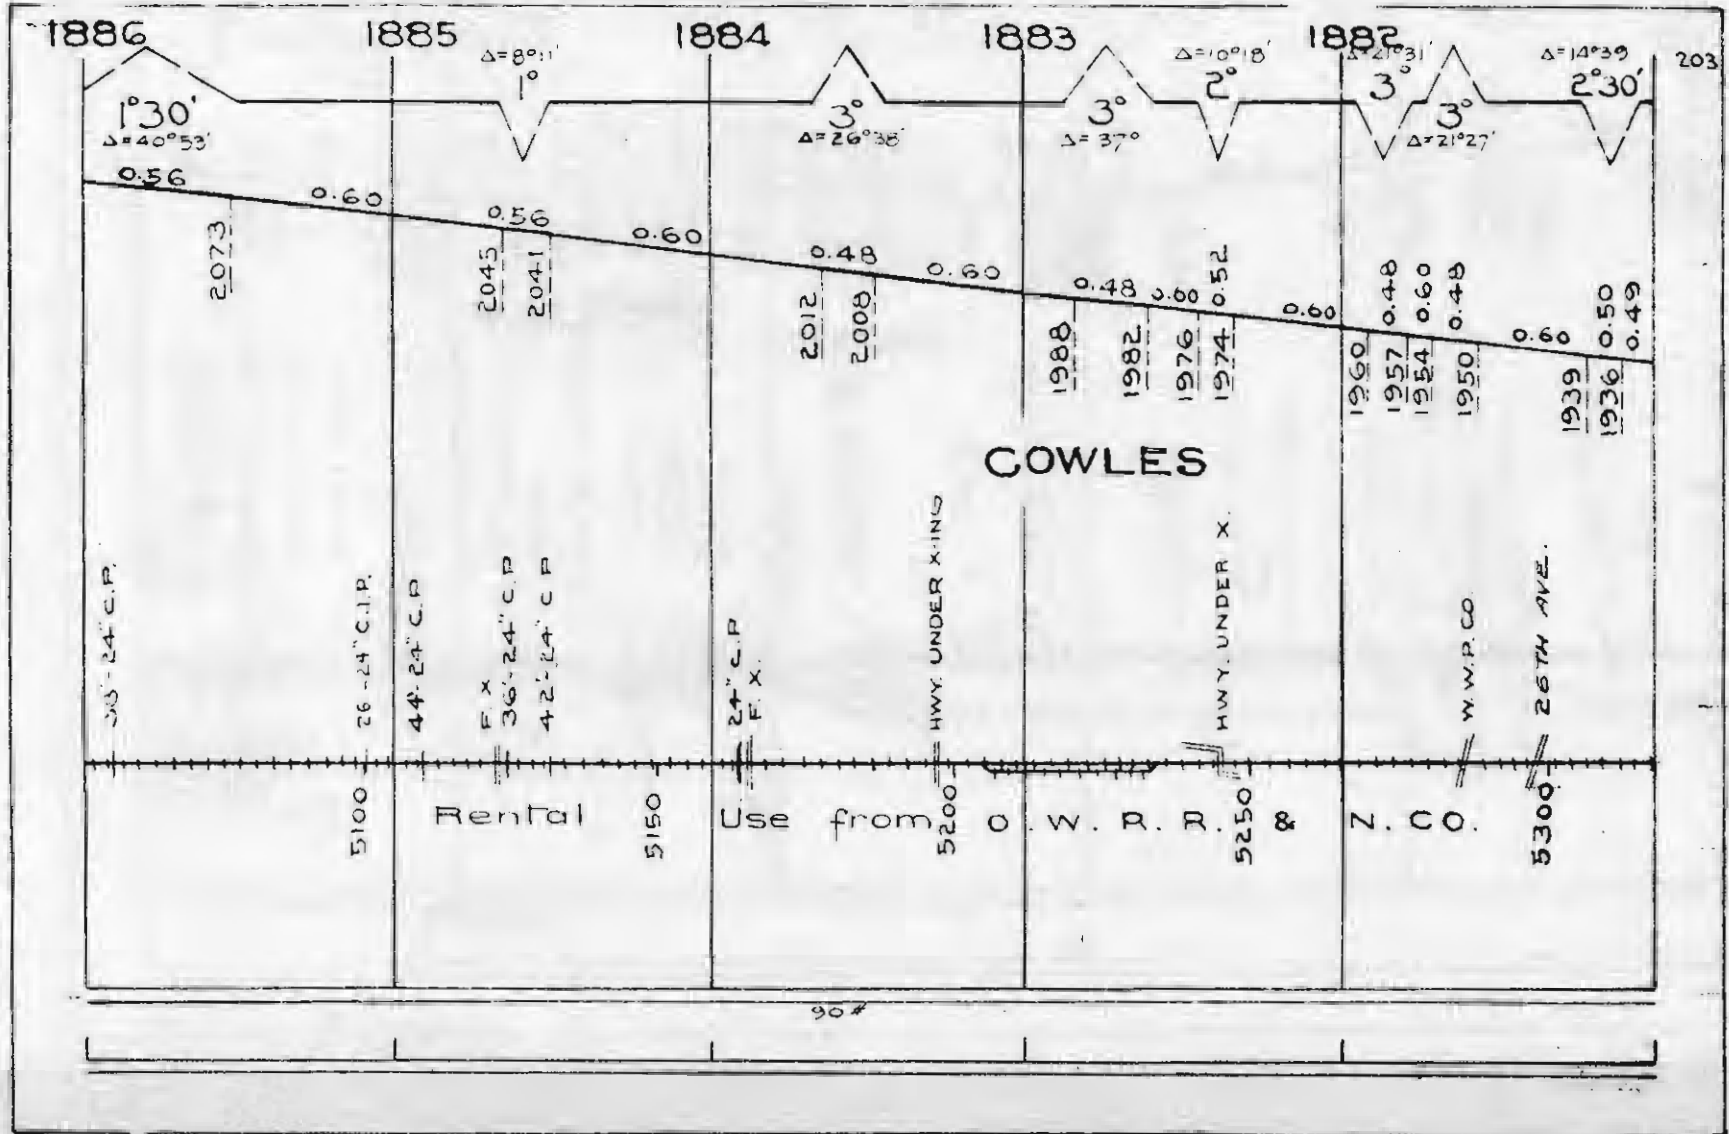 1886 1885 1884 1883 1882 203
Δ=8°11' Δ=10°18' Δ=21°31' Δ=14°39
1° 2° 3° 2°30'
1°30' 3° 3° 3°
Δ=40°53' Δ=26°38' Δ=37° Δ=21°27'
0.56 0.60 0.56 0.60 0.48 0.60 0.48 0.60 0.52 0.60 0.48 0.60 0.48 0.60 0.50 0.49
2073 2045 2041 2012 2008 1988 1982 1976 1974 1960 1957 1954 1950 1939 1936
COWLES
24" C.P.
26'-24" C.I.P.
44'-24" C.P.
F. X.
36'-24" C.P.
42'-24" C.P.
24" C.P.
F. X.
HWY. UNDER X-ING
HWY. UNDER X.
W.W.P. CO.
26TH AVE.
5100 5150 5200 5250 5300
Rental Use from O.W.R.R. & N.CO.
90#